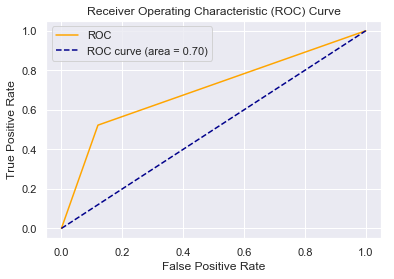 Receiver Operating Characteristic (ROC) Curve
ROC
ROC curve (area = 0.70)
1.0
0.8
0.6
0.4
0.2
0.0
True Positive Rate
0.0 0.2 0.4 0.6 0.8 1.0
False Positive Rate